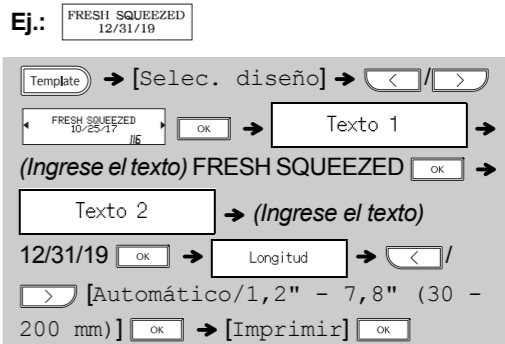 Ej.: FRESH SQUEEZED
12/31/19
Template ➔ [Selec. diseño] ➔ < / >
FRESH SQUEEZED
10/25/17
116 OK ➔ Texto 1 ➔
(Ingrese el texto) FRESH SQUEEZED OK ➔
Texto 2 ➔ (Ingrese el texto)
12/31/19 OK ➔ Longitud ➔ < /
> [Automático/1,2" - 7,8" (30 -
200 mm)] OK ➔ [Imprimir] OK